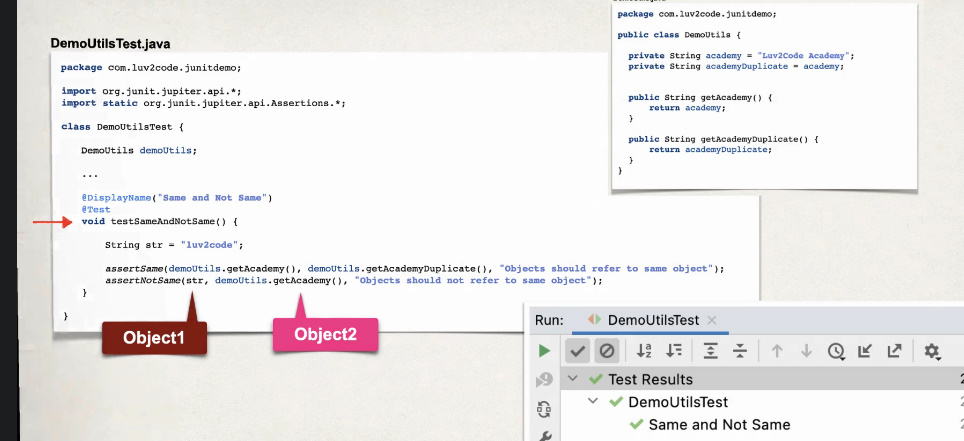 DemoUtilsTest.java
package com.luv2code.junitdemo;
import org.junit.jupiter.api.*;
import static org.junit.jupiter.api.Assertions.*;
class DemoUtilsTest {
DemoUtils demoUtils;
...
@DisplayName("Same and Not Same")
@Test
void testSameAndNotSame() {
String str = "luv2code";
assertSame(demoUtils.getAcademy(), demoUtils.getAcademyDuplicate(), "Objects should refer to same object");
assertNotSame(str, demoUtils.getAcademy(), "Objects should not refer to same object");
}
}
Object1
Object2
package com.luv2code.junitdemo;
public class DemoUtils {
private String academy = "Luv2Code Academy";
private String academyDuplicate = academy;
public String getAcademy() {
return academy;
}
public String getAcademyDuplicate() {
return academyDuplicate;
}
}
Run:
DemoUtilsTest
Test Results
DemoUtilsTest
Same and Not Same